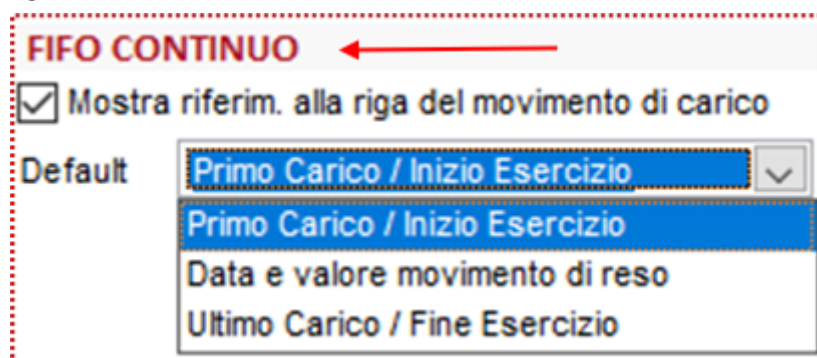 FIFO CONTINUO
Mostra riferim. alla riga del movimento di carico
Default Primo Carico / Inizio Esercizio
Primo Carico / Inizio Esercizio
Data e valore movimento di reso
Ultimo Carico / Fine Esercizio